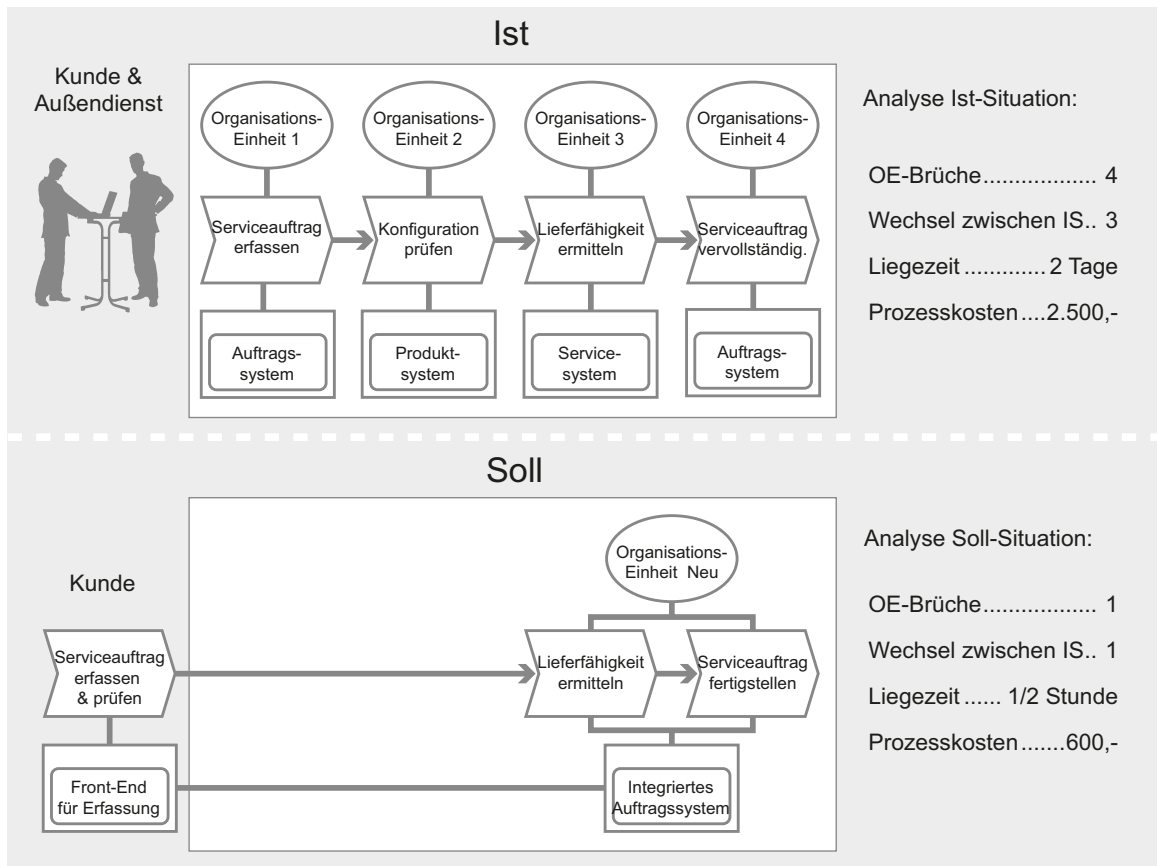 Ist
Kunde &
Außendienst
Organisations-
Einheit 1
Organisations-
Einheit 2
Organisations-
Einheit 3
Organisations-
Einheit 4
Serviceauftrag
erfassen
Konfiguration
prüfen
Lieferfähigkeit
ermitteln
Serviceauftrag
vervollständig.
Auftrags-
system
Produkt-
system
Service-
system
Auftrags-
system
Analyse Ist-Situation:
OE-Brüche.................. 4
Wechsel zwischen IS.. 3
Liegezeit .............2 Tage
Prozesskosten ....2.500,-
Soll
Kunde
Serviceauftrag
erfassen
& prüfen
Front-End
für Erfassung
Organisations-
Einheit Neu
Lieferfähigkeit
ermitteln
Serviceauftrag
fertigstellen
Integriertes
Auftragssystem
Analyse Soll-Situation:
OE-Brüche.................. 1
Wechsel zwischen IS.. 1
Liegezeit ...... 1/2 Stunde
Prozesskosten .......600,-